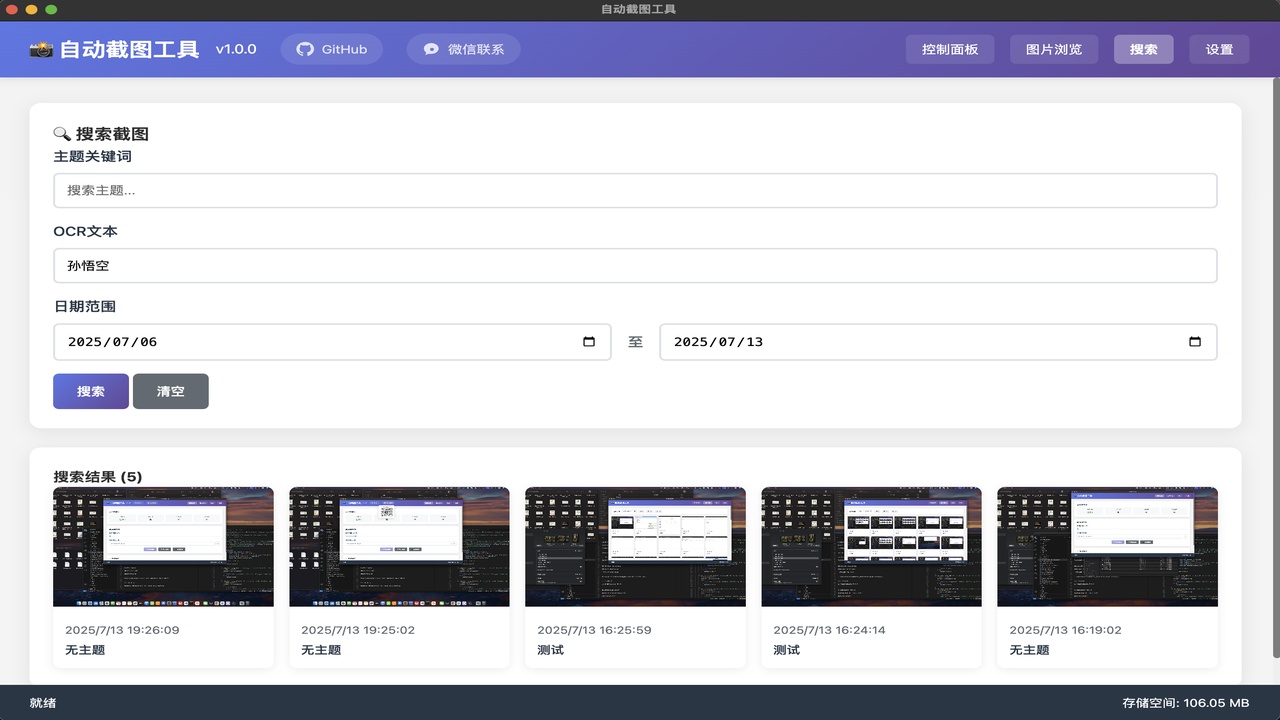 自动截图工具
自动截图工具 v1.0.0 GitHub 微信联系 控制面板 图片浏览 搜索 设置
搜索截图
主题关键词
搜索主题...
OCR文本
孙悟空
日期范围
2025/07/06 至 2025/07/13
搜索 清空
搜索结果 (5)
2025/7/13 19:26:09 2025/7/13 19:25:02 2025/7/13 16:25:59 2025/7/13 16:24:14 2025/7/13 16:19:02
无主题 无主题 测试 测试 无主题
就绪 存储空间: 106.05 MB